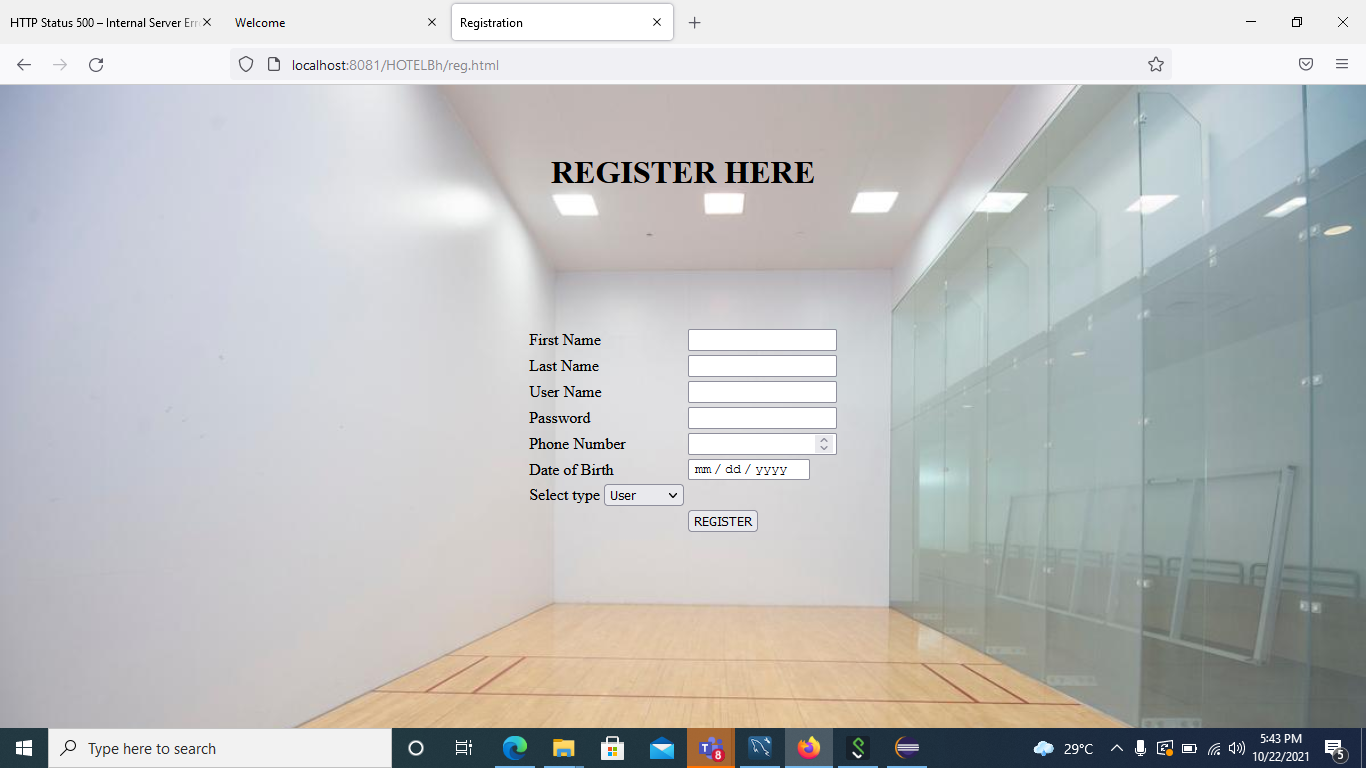 HTTP Status 500 – Internal Server Err
Welcome
Registration
localhost:8081/HOTELBh/reg.html
REGISTER HERE
First Name
Last Name
User Name
Password
Phone Number
Date of Birth mm / dd / yyyy
Select type User
REGISTER
Type here to search
8
29°C
5:43 PM
10/22/2021
5